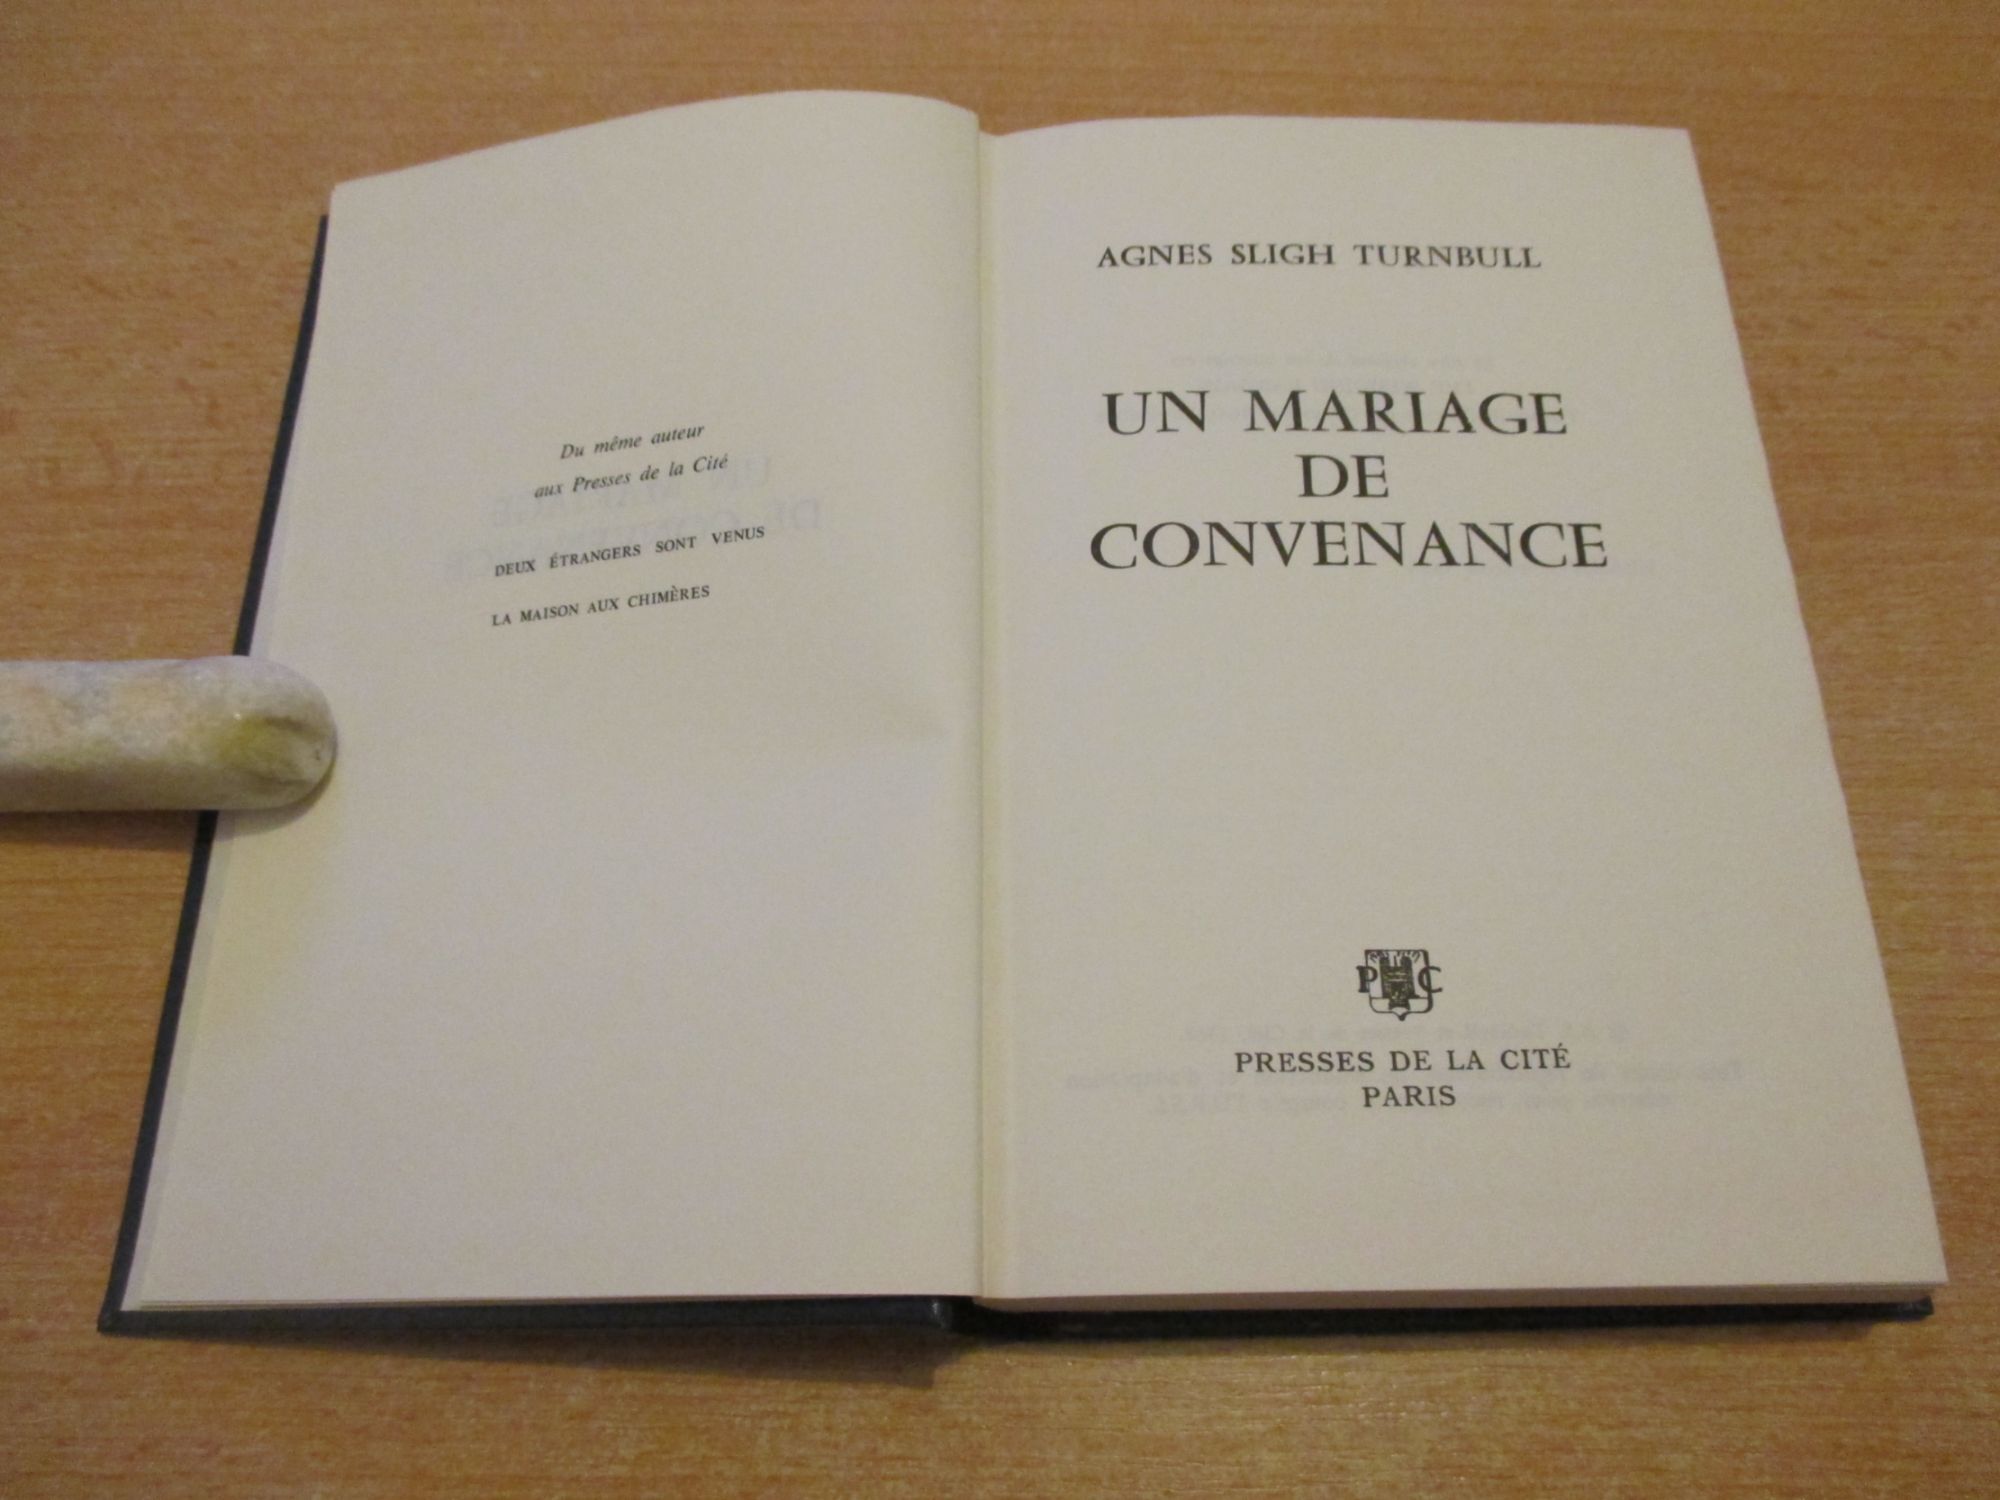 Du même auteur
aux Presses de la Cité
DEUX ÉTRANGERS SONT VENUS
LA MAISON AUX CHIMÈRES
AGNES SLIGH TURNBULL
UN MARIAGE
DE
CONVENANCE
P C
PRESSES DE LA CITÉ
PARIS